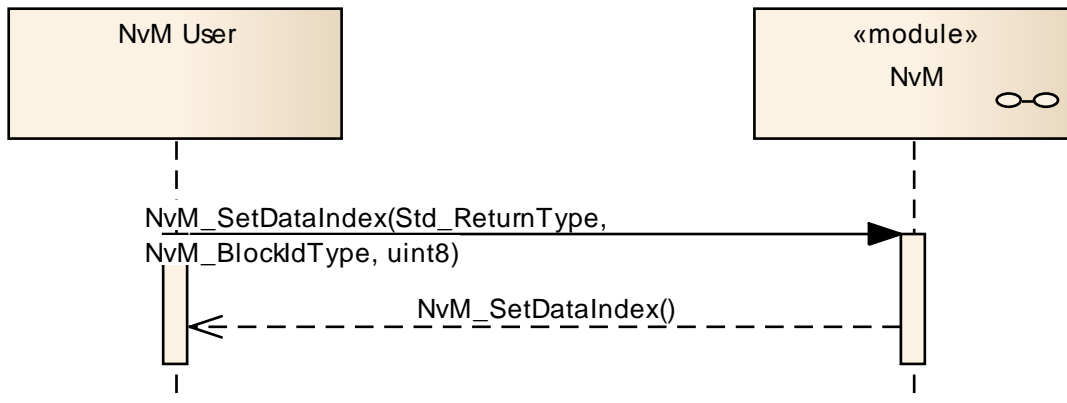 NvM User
«module»
NvM
NvM_SetDataIndex(Std_ReturnType,
NvM_BlockIdType, uint8)
NvM_SetDataIndex()